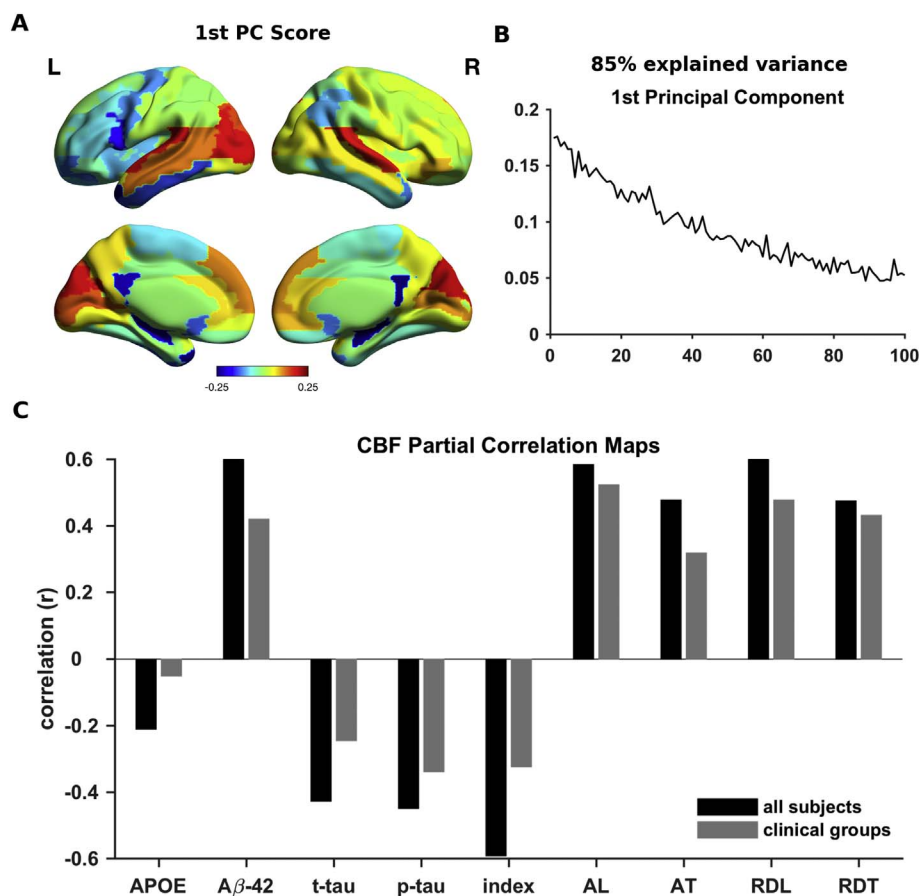 A
1st PC Score
L
R
-0.25
0.25
B
85% explained variance
1st Principal Component
0.2
0.15
0.1
0.05
0
0
20
40
60
80
100
C
CBF Partial Correlation Maps
correlation (r)
0.6
0.4
0.2
0
-0.2
-0.4
-0.6
all subjects
clinical groups
APOE
Aβ-42
t-tau
p-tau
index
AL
AT
RDL
RDT